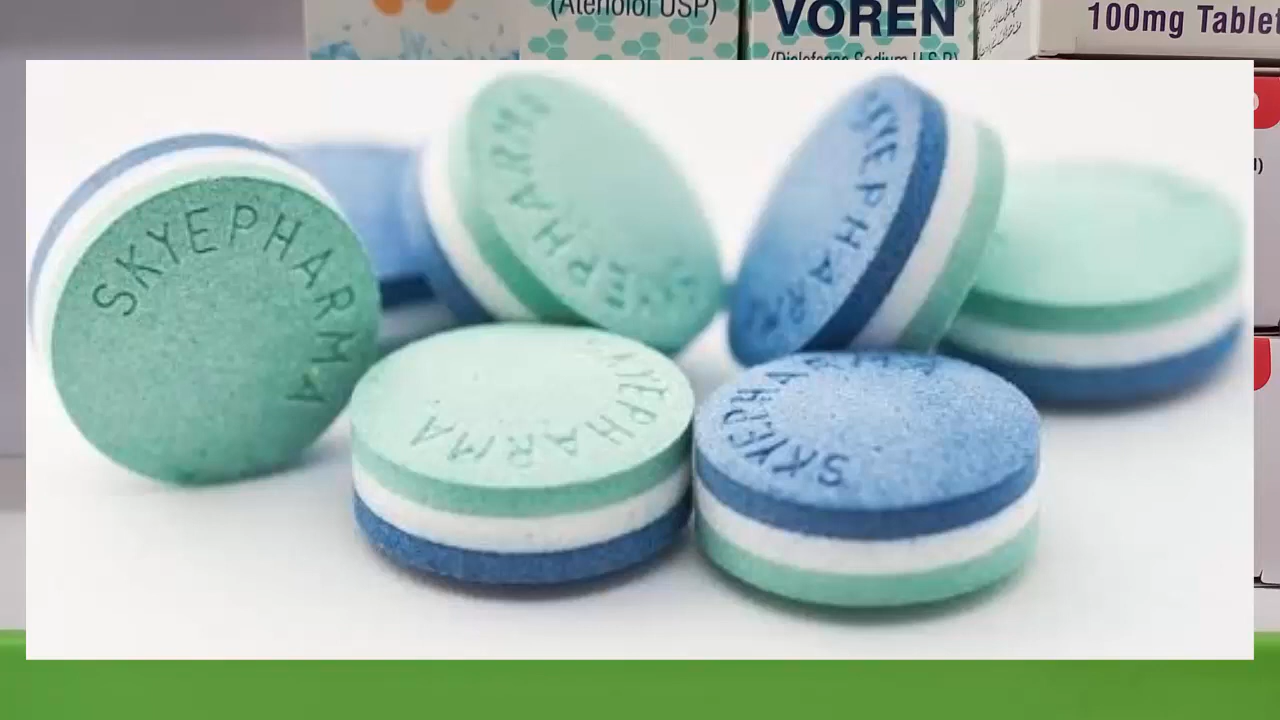 (Atenolol USP)
VOREN®
(Diclofenac Sodium U.S.P)
100mg Tablet
SKYEPHARMA
SKYEPHARMA
SKYEPHARMA
SKYEPHARMA
SKYEPHARMA